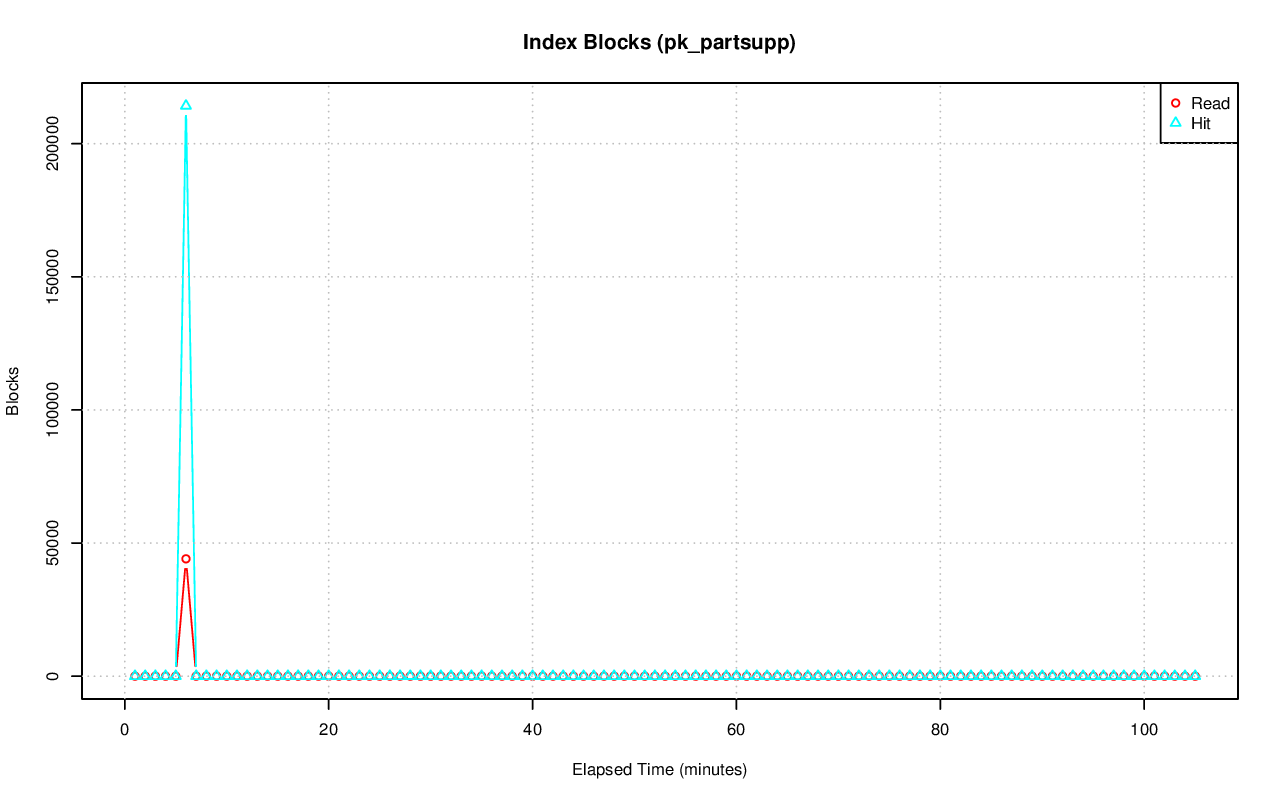 Index Blocks (pk_partsupp)
Read
Hit
200000
150000
100000
50000
0
Blocks
0 20 40 60 80 100
Elapsed Time (minutes)